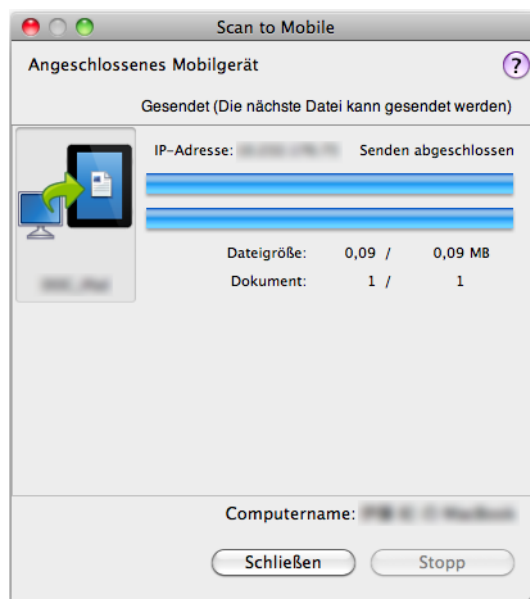 Scan to Mobile
Angeschlossenes Mobilgerät
?
Gesendet (Die nächste Datei kann gesendet werden)
IP-Adresse: Senden abgeschlossen
Dateigröße: 0,09 / 0,09 MB
Dokument: 1 / 1
Computername:
Schließen Stopp